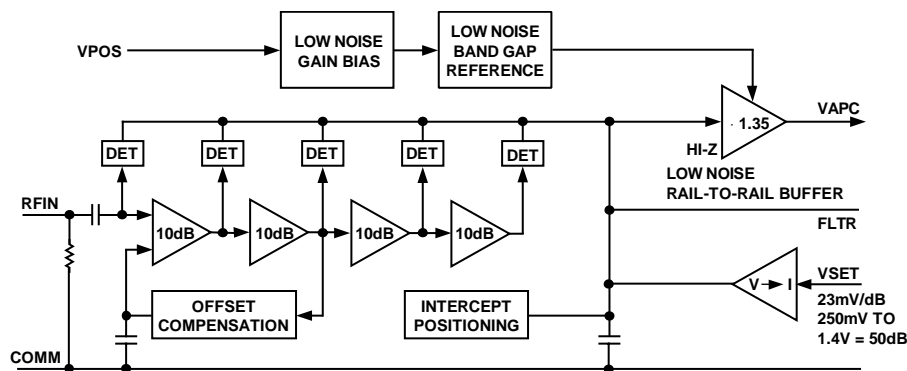 VPOS
LOW NOISE
GAIN BIAS
LOW NOISE
BAND GAP
REFERENCE
· 1.35
VAPC
HI-Z
LOW NOISE
RAIL-TO-RAIL BUFFER
DET
DET
DET
DET
DET
RFIN
10dB
10dB
10dB
10dB
FLTR
OFFSET
COMPENSATION
INTERCEPT
POSITIONING
V
I
VSET
23mV/dB
250mV TO
1.4V = 50dB
COMM